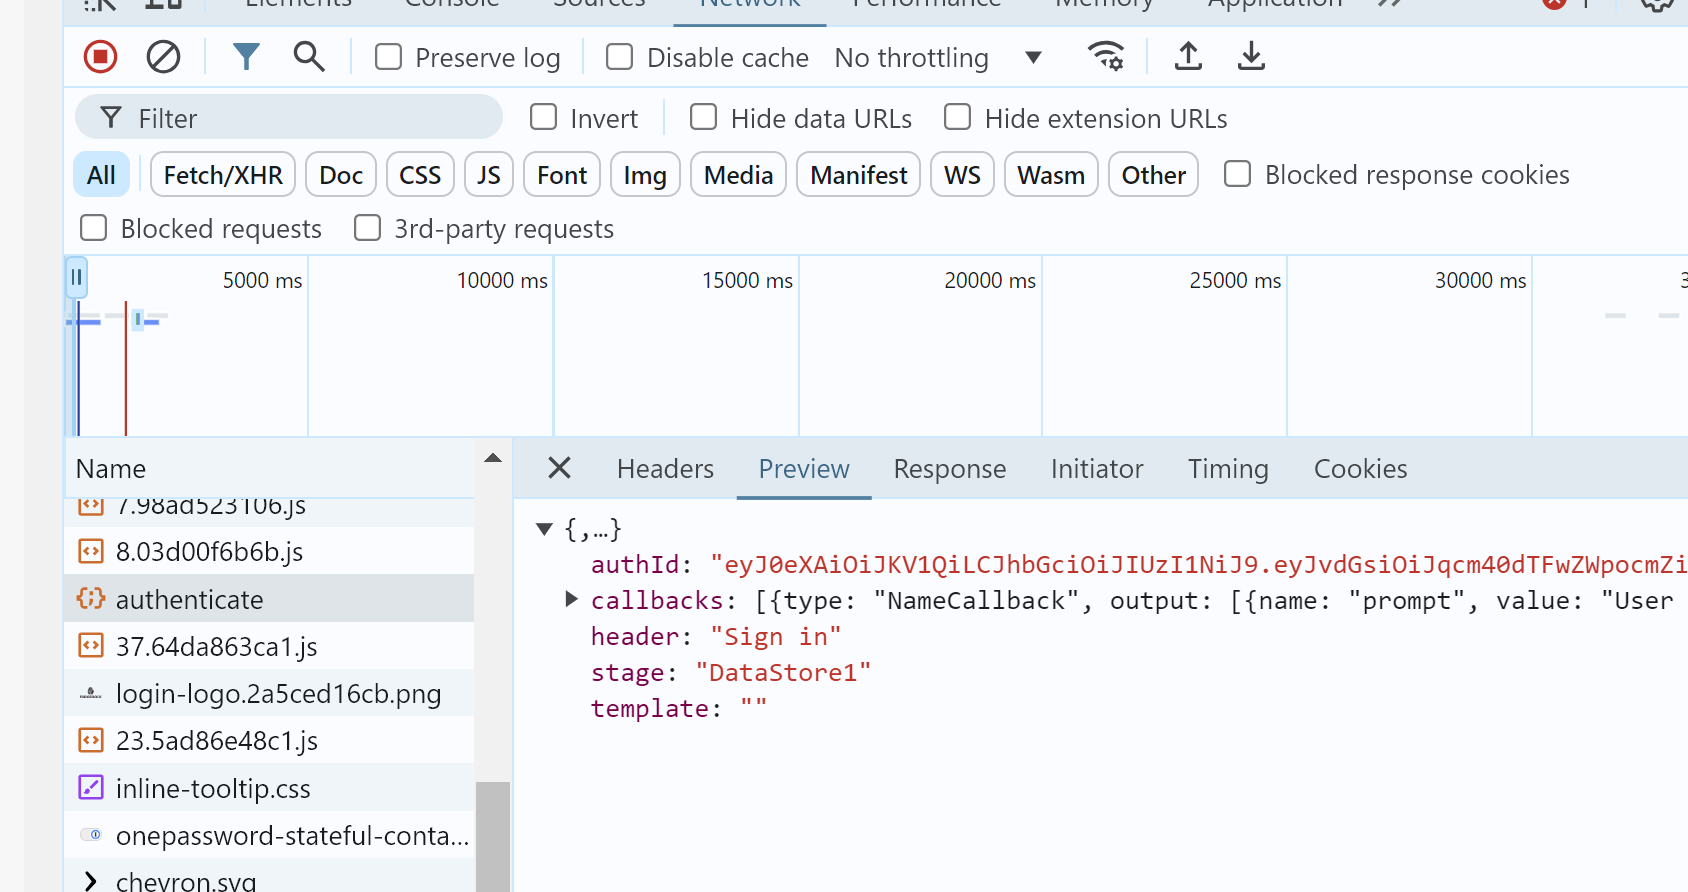 Elements Console Sources Network Performance Memory Application
Preserve log Disable cache No throttling
Filter Invert Hide data URLs Hide extension URLs
All Fetch/XHR Doc CSS JS Font Img Media Manifest WS Wasm Other Blocked response cookies
Blocked requests 3rd-party requests
5000 ms 10000 ms 15000 ms 20000 ms 25000 ms 30000 ms 3
Name
7.98ad523106.js
8.03d00f6b6b.js
authenticate
37.64da863ca1.js
login-logo.2a5ced16cb.png
23.5ad86e48c1.js
inline-tooltip.css
onepassword-stateful-conta...
chevron.svg
Headers Preview Response Initiator Timing Cookies
{,…}
authId: "eyJ0eXAiOiJKV1QiLCJhbGciOiJIUzI1NiJ9.eyJvdGsiOiJqcm40dTFwZWpocmZi
callbacks: [{type: "NameCallback", output: [{name: "prompt", value: "User
header: "Sign in"
stage: "DataStore1"
template: ""